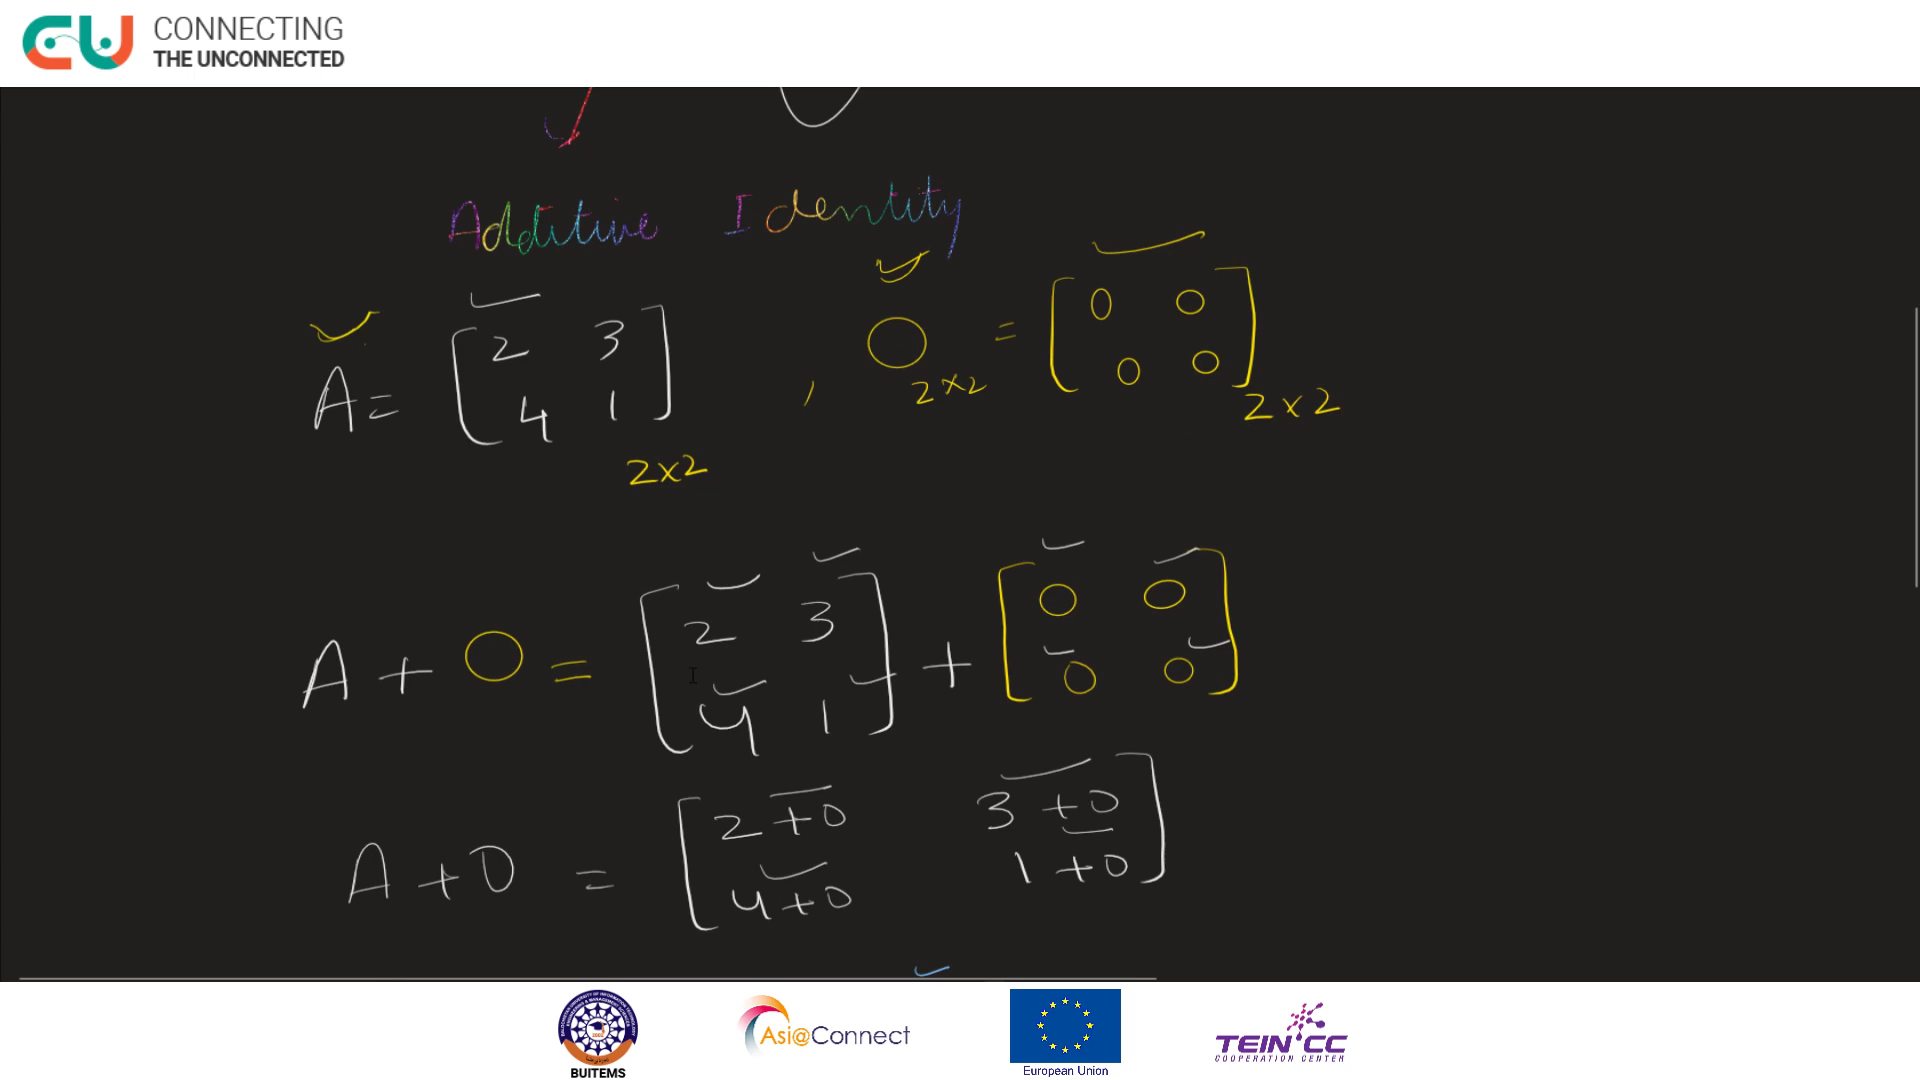 CONNECTING
THE UNCONNECTED
Additive Identity
A = [ 2 3
4 1 ] 2x2 , O 2x2 = [ 0 0
0 0 ] 2x2
A + O = [ 2 3
4 1 ] + [ 0 0
0 0 ]
A + O = [ 2+0 3+0
4+0 1+0 ]
BUITEMS
Asi@Connect
European Union
TEIN*CC
COOPERATION CENTER